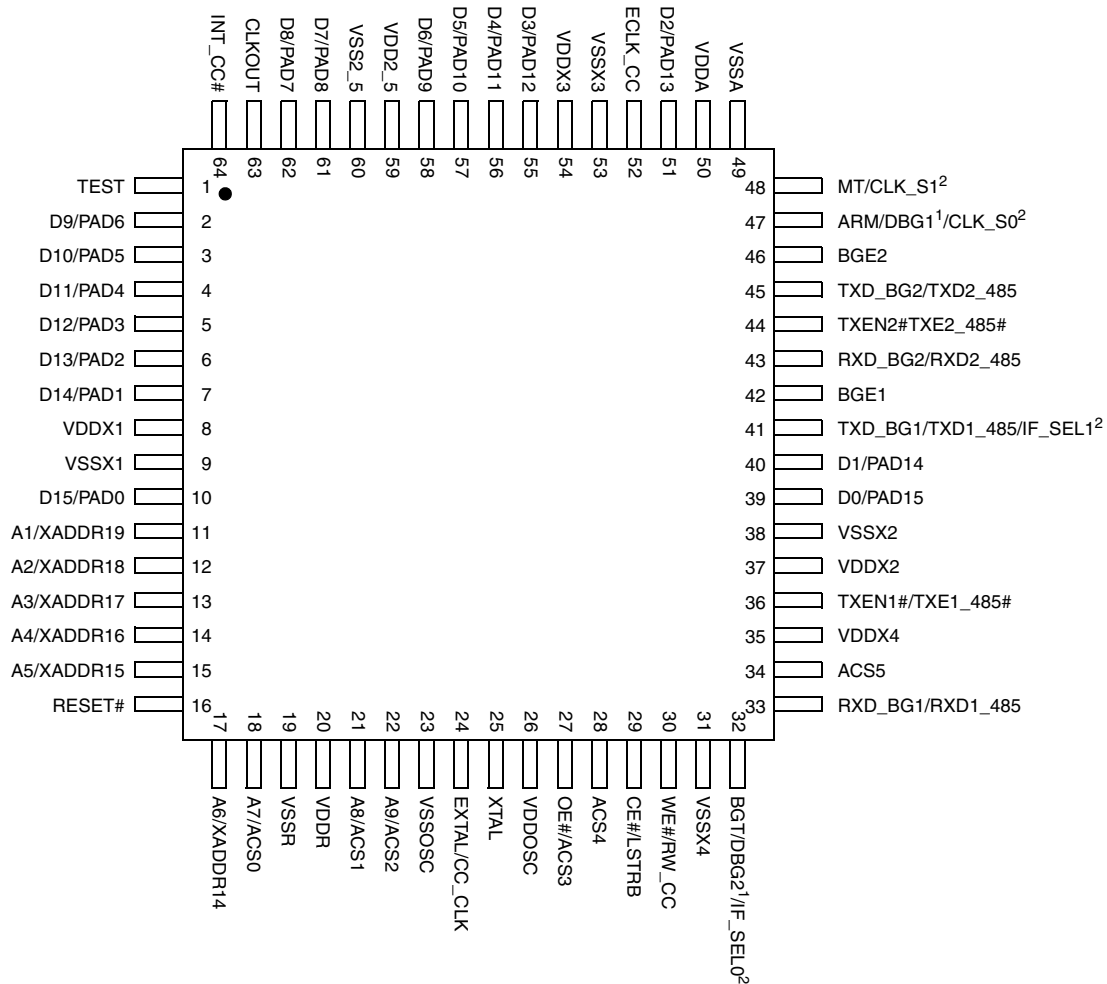 INT_CC#
CLKOUT
D8/PAD7
D7/PAD8
VSS2_5
VDD2_5
D6/PAD9
D5/PAD10
D4/PAD11
D3/PAD12
VDDX3
VSSX3
ECLK_CC
D2/PAD13
VDDA
VSSA
64
63
62
61
60
59
58
57
56
55
54
53
52
51
50
49
TEST 1
D9/PAD6 2
D10/PAD5 3
D11/PAD4 4
D12/PAD3 5
D13/PAD2 6
D14/PAD1 7
VDDX1 8
VSSX1 9
D15/PAD0 10
A1/XADDR19 11
A2/XADDR18 12
A3/XADDR17 13
A4/XADDR16 14
A5/XADDR15 15
RESET# 16
48 MT/CLK_S1²
47 ARM/DBG1¹/CLK_S0²
46 BGE2
45 TXD_BG2/TXD2_485
44 TXEN2#TXE2_485#
43 RXD_BG2/RXD2_485
42 BGE1
41 TXD_BG1/TXD1_485/IF_SEL1²
40 D1/PAD14
39 D0/PAD15
38 VSSX2
37 VDDX2
36 TXEN1#/TXE1_485#
35 VDDX4
34 ACS5
33 RXD_BG1/RXD1_485
17
18
19
20
21
22
23
24
25
26
27
28
29
30
31
32
A6/XADDR14
A7/ACS0
VSSR
VDDR
A8/ACS1
A9/ACS2
VSSOSC
EXTAL/CC_CLK
XTAL
VDDOSC
OE#/ACS3
ACS4
CE#/LSTRB
WE#/RW_CC
VSSX4
BGT/DBG2¹/IF_SEL0²